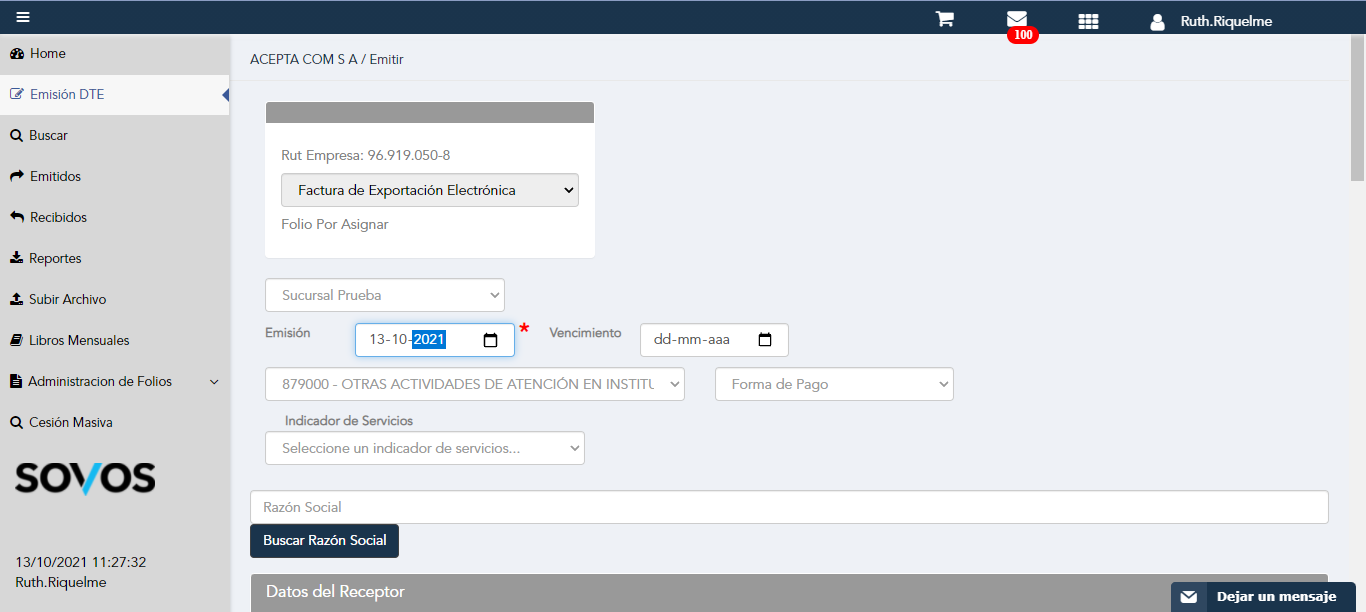 Ruth.Riquelme
100
Home
Emisión DTE
Buscar
Emitidos
Recibidos
Reportes
Subir Archivo
Libros Mensuales
Administracion de Folios
Cesión Masiva
SOVOS
13/10/2021 11:27:32
Ruth.Riquelme
ACEPTA COM S A / Emitir
Rut Empresa: 96.919.050-8
Factura de Exportación Electrónica
Folio Por Asignar
Sucursal Prueba
Emisión 13-10-2021 * Vencimiento dd-mm-aaa
879000 - OTRAS ACTIVIDADES DE ATENCIÓN EN INSTITU Forma de Pago
Indicador de Servicios
Seleccione un indicador de servicios...
Razón Social
Buscar Razón Social
Datos del Receptor
Dejar un mensaje